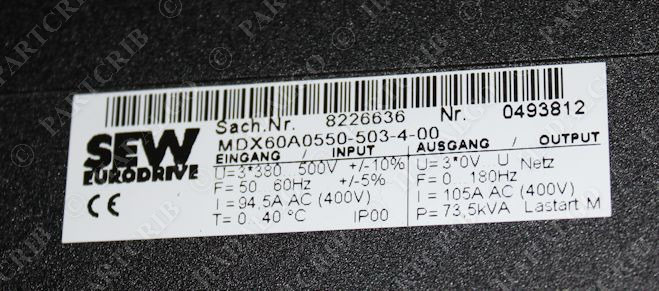 SEW
EURODRIVE
CE
Sach.Nr. 8226636 Nr. 0493812
MDX60A0550-503-4-00
EINGANG / INPUT AUSGANG / OUTPUT
U=3*380 500V +/-10% U=3*0V U Netz
F= 50 60Hz +/-5% F= 0 180Hz
I = 94.5A AC (400V) I = 105A AC (400V)
T= 0 40 °C IP00 P= 73,5kVA Lastart M
© PARTCRIB © PARTCRIB